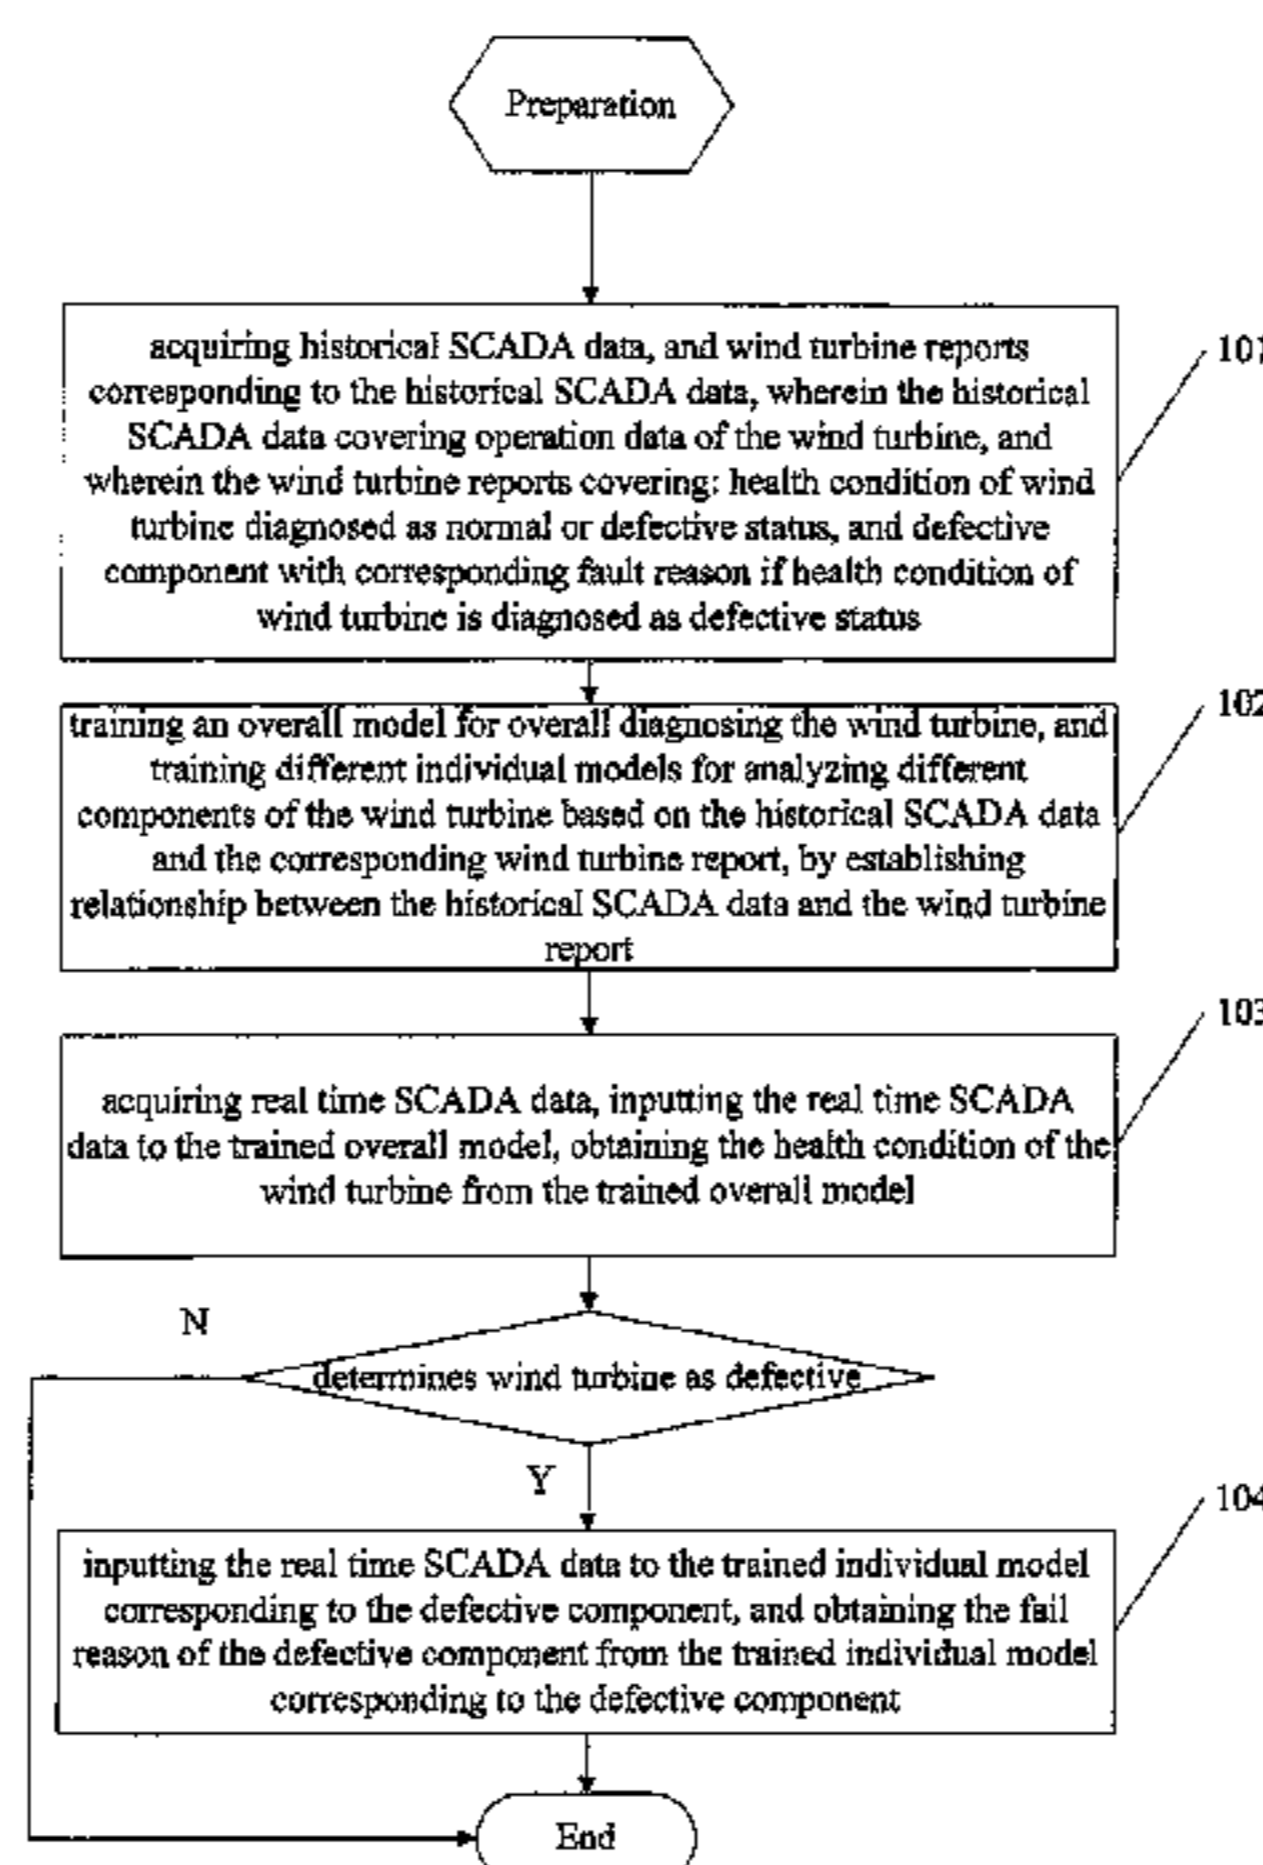 Preparation
acquiring historical SCADA data, and wind turbine reports
corresponding to the historical SCADA data, wherein the historical
SCADA data covering operation data of the wind turbine, and
wherein the wind turbine reports covering: health condition of wind
turbine diagnosed as normal or defective status, and defective
component with corresponding fault reason if health condition of
wind turbine is diagnosed as defective status
101
training an overall model for overall diagnosing the wind turbine, and
training different individual models for analyzing different
components of the wind turbine based on the historical SCADA data
and the corresponding wind turbine report, by establishing
relationship between the historical SCADA data and the wind turbine
report
102
acquiring real time SCADA data, inputting the real time SCADA
data to the trained overall model, obtaining the health condition of the
wind turbine from the trained overall model
103
N
determines wind turbine as defective
Y
inputting the real time SCADA data to the trained individual model
corresponding to the defective component, and obtaining the fail
reason of the defective component from the trained individual model
corresponding to the defective component
104
End